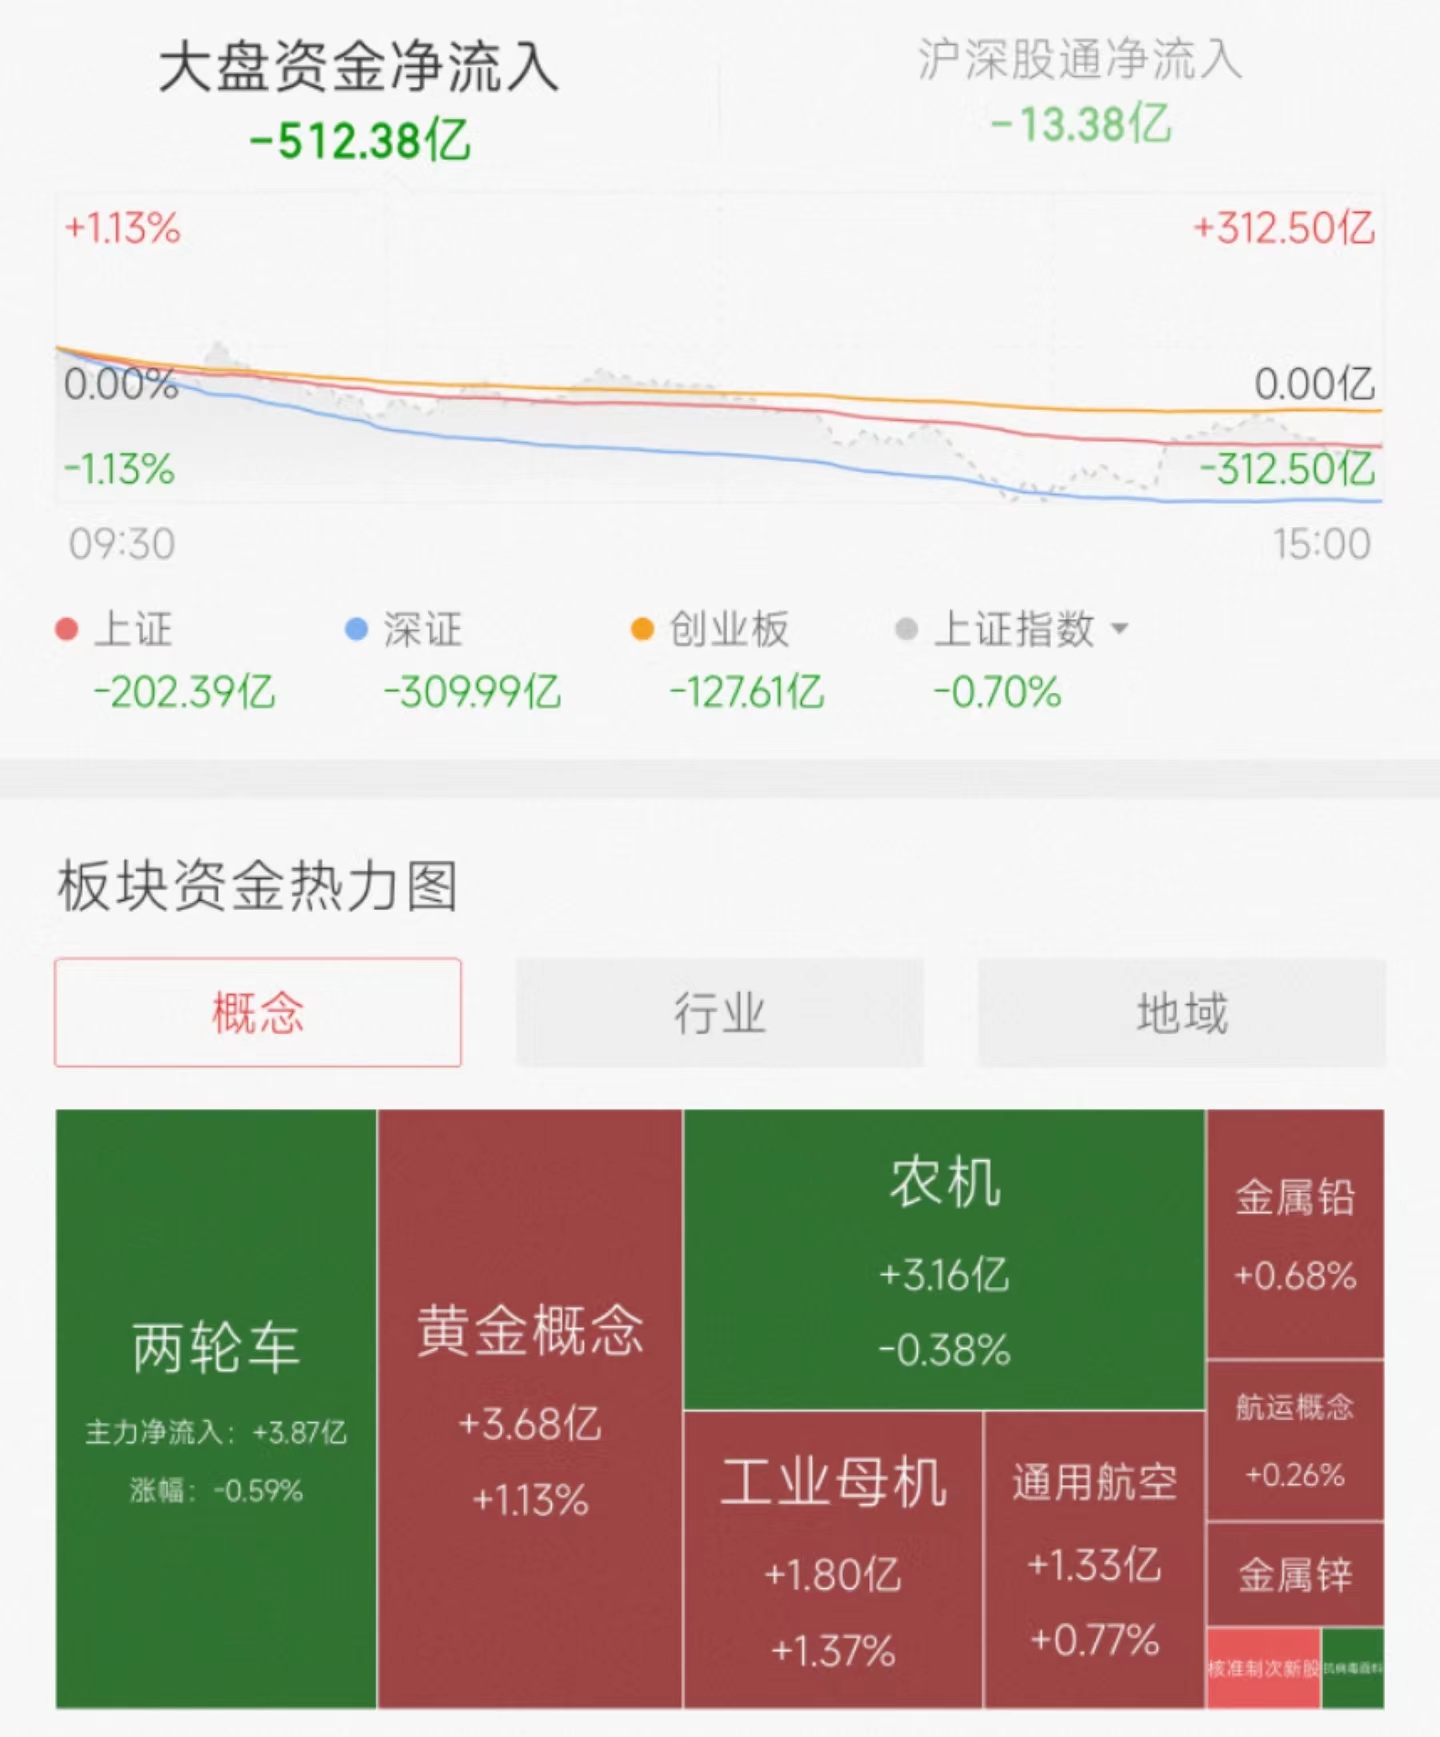 大盘资金净流入
-512.38亿
沪深股通净流入
-13.38亿
+1.13%
+312.50亿
0.00%
0.00亿
-1.13%
-312.50亿
09:30
15:00
上证
-202.39亿
深证
-309.99亿
创业板
-127.61亿
上证指数
-0.70%
板块资金热力图
概念
行业
地域
两轮车
主力净流入：+3.87亿
涨幅：-0.59%
黄金概念
+3.68亿
+1.13%
农机
+3.16亿
-0.38%
工业母机
+1.80亿
+1.37%
通用航空
+1.33亿
+0.77%
金属铅
+0.68%
航运概念
+0.26%
金属锌
核准制次新股
抗病毒面料